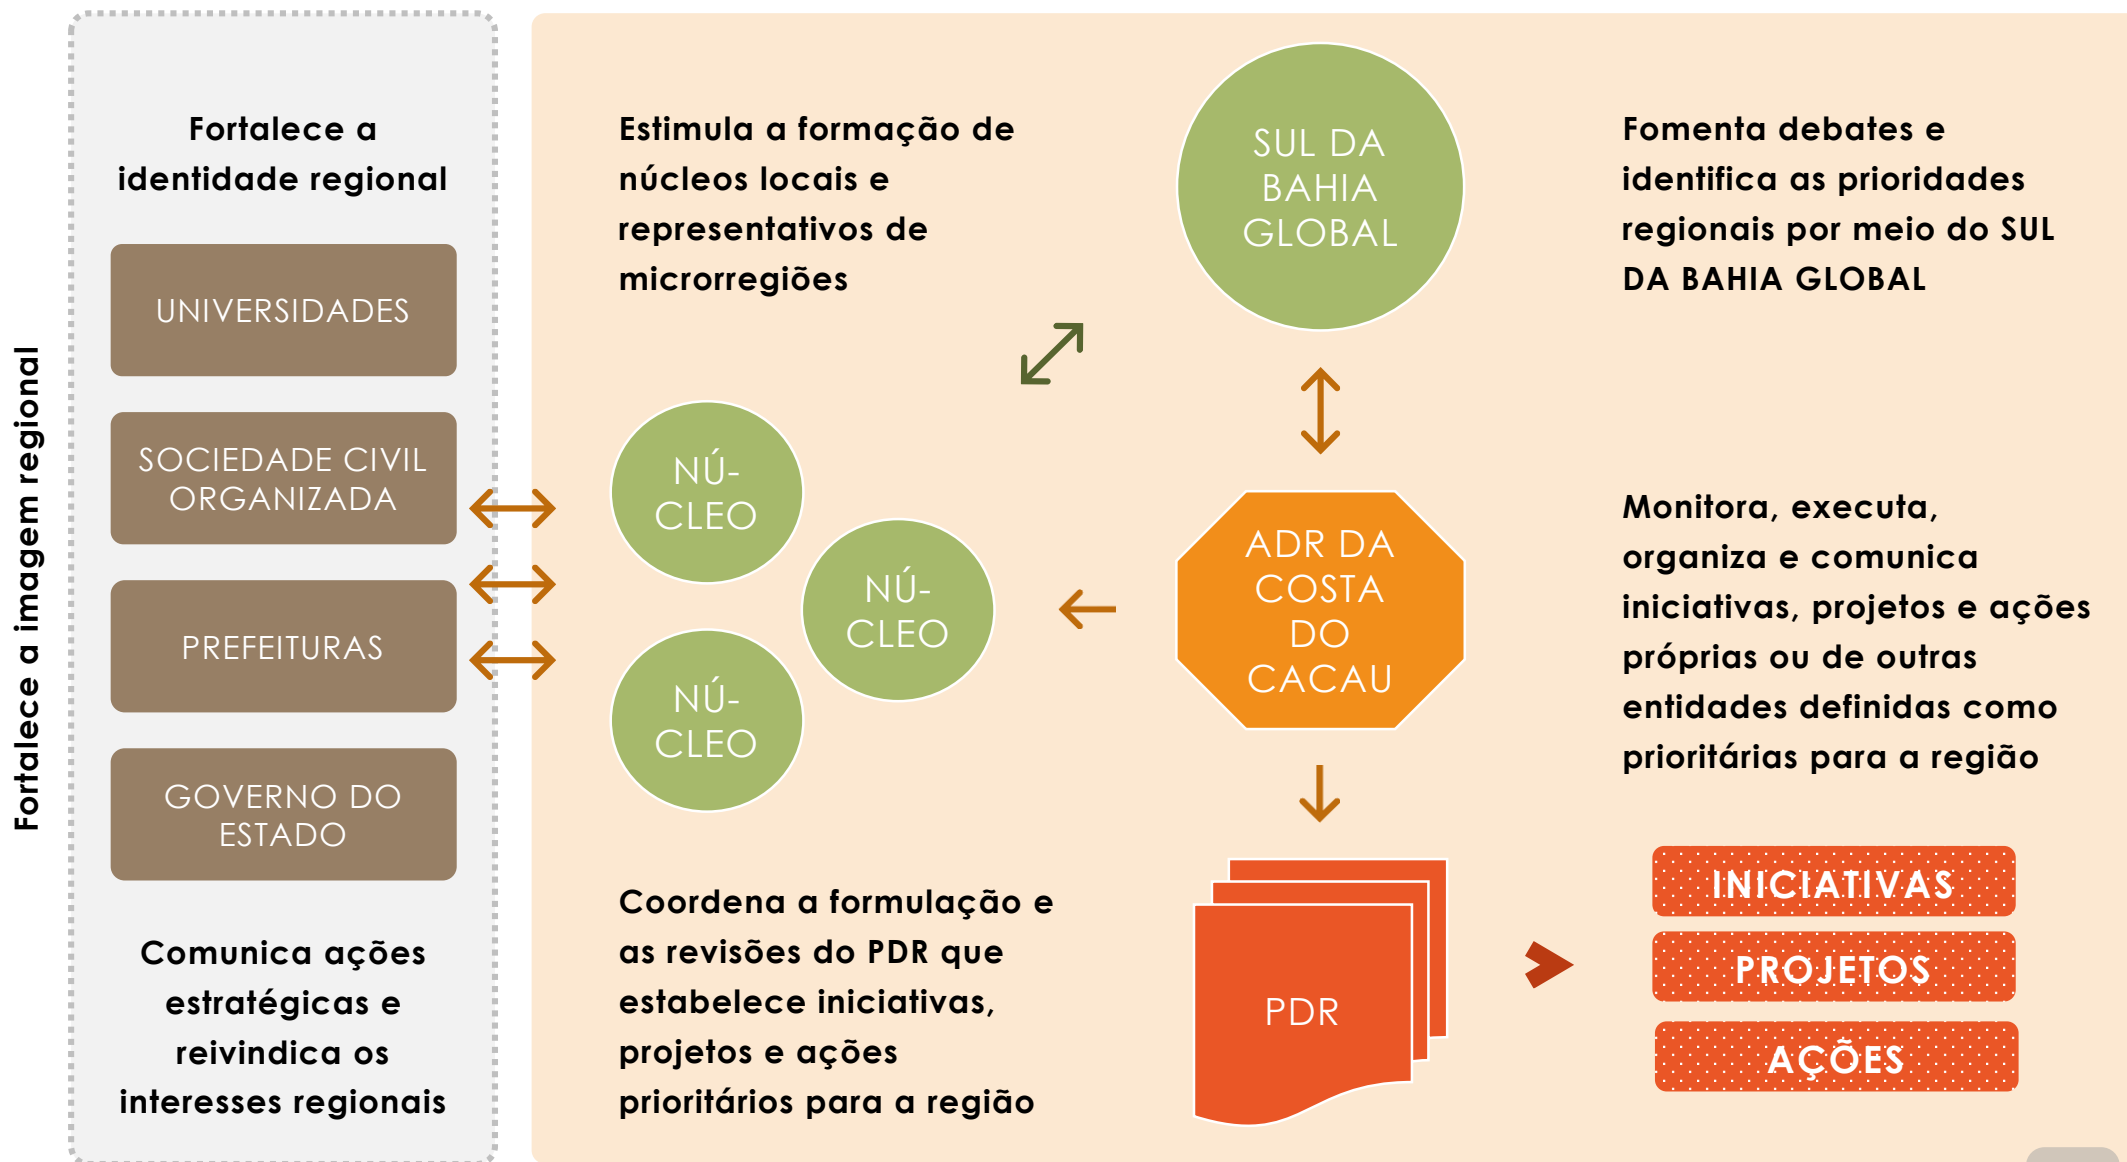 Fortalece a imagem regional
Fortalece a
identidade regional
UNIVERSIDADES
SOCIEDADE CIVIL
ORGANIZADA
PREFEITURAS
GOVERNO DO
ESTADO
Comunica ações
estratégicas e
reivindica os
interesses regionais
Estimula a formação de
núcleos locais e
representativos de
microrregiões
SUL DA
BAHIA
GLOBAL
Fomenta debates e
identifica as prioridades
regionais por meio do SUL
DA BAHIA GLOBAL
NÚ-
CLEO
NÚ-
CLEO
NÚ-
CLEO
ADR DA
COSTA
DO
CACAU
Monitora, executa,
organiza e comunica
iniciativas, projetos e ações
próprias ou de outras
entidades definidas como
prioritárias para a região
Coordena a formulação e
as revisões do PDR que
estabelece iniciativas,
projetos e ações
prioritários para a região
PDR
INICIATIVAS
PROJETOS
AÇÕES